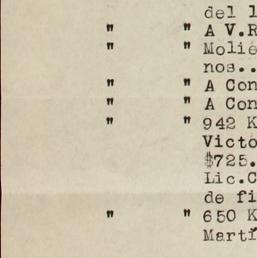 del l
" " A V.R
" " Molié
nos..
" " A Con
" " A Con
" " 942 K
Victo
$725.
Lic.C
de fi
" " 650 K
Martí